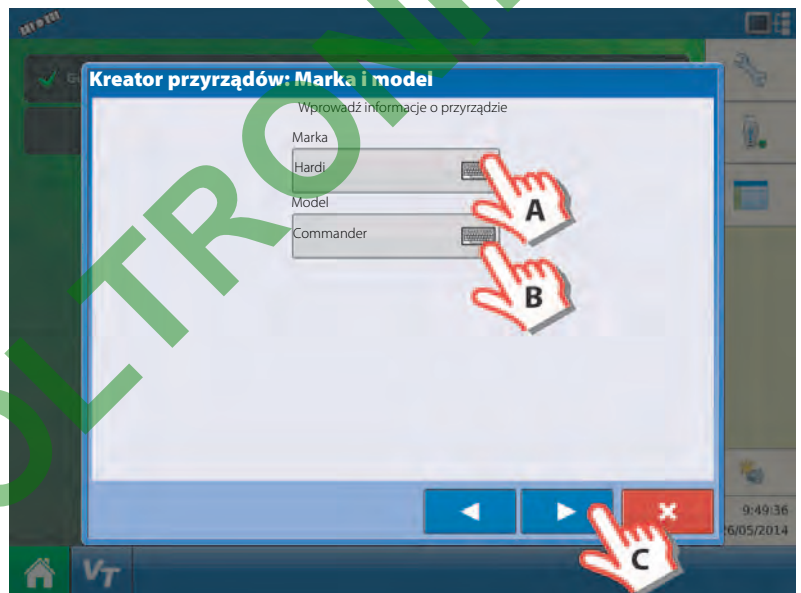 Kreator przyrządów: Marka i model
Wprowadź informacje o przyrządzie
Marka
Hardi
A
Model
Commander
B
9:49:36
6/05/2014
C
VT